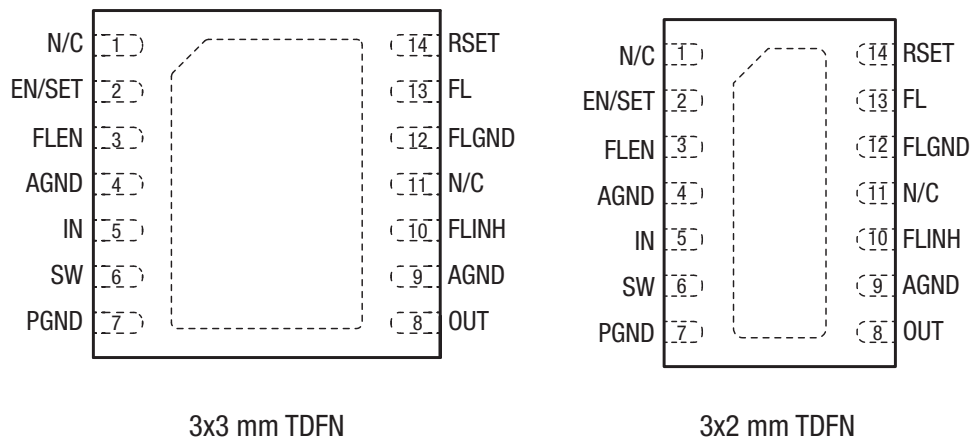 N/C 1 14 RSET
EN/SET 2 13 FL
FLEN 3 12 FLGND
AGND 4 11 N/C
IN 5 10 FLINH
SW 6 9 AGND
PGND 7 8 OUT
3x3 mm TDFN
N/C 1 14 RSET
EN/SET 2 13 FL
FLEN 3 12 FLGND
AGND 4 11 N/C
IN 5 10 FLINH
SW 6 9 AGND
PGND 7 8 OUT
3x2 mm TDFN